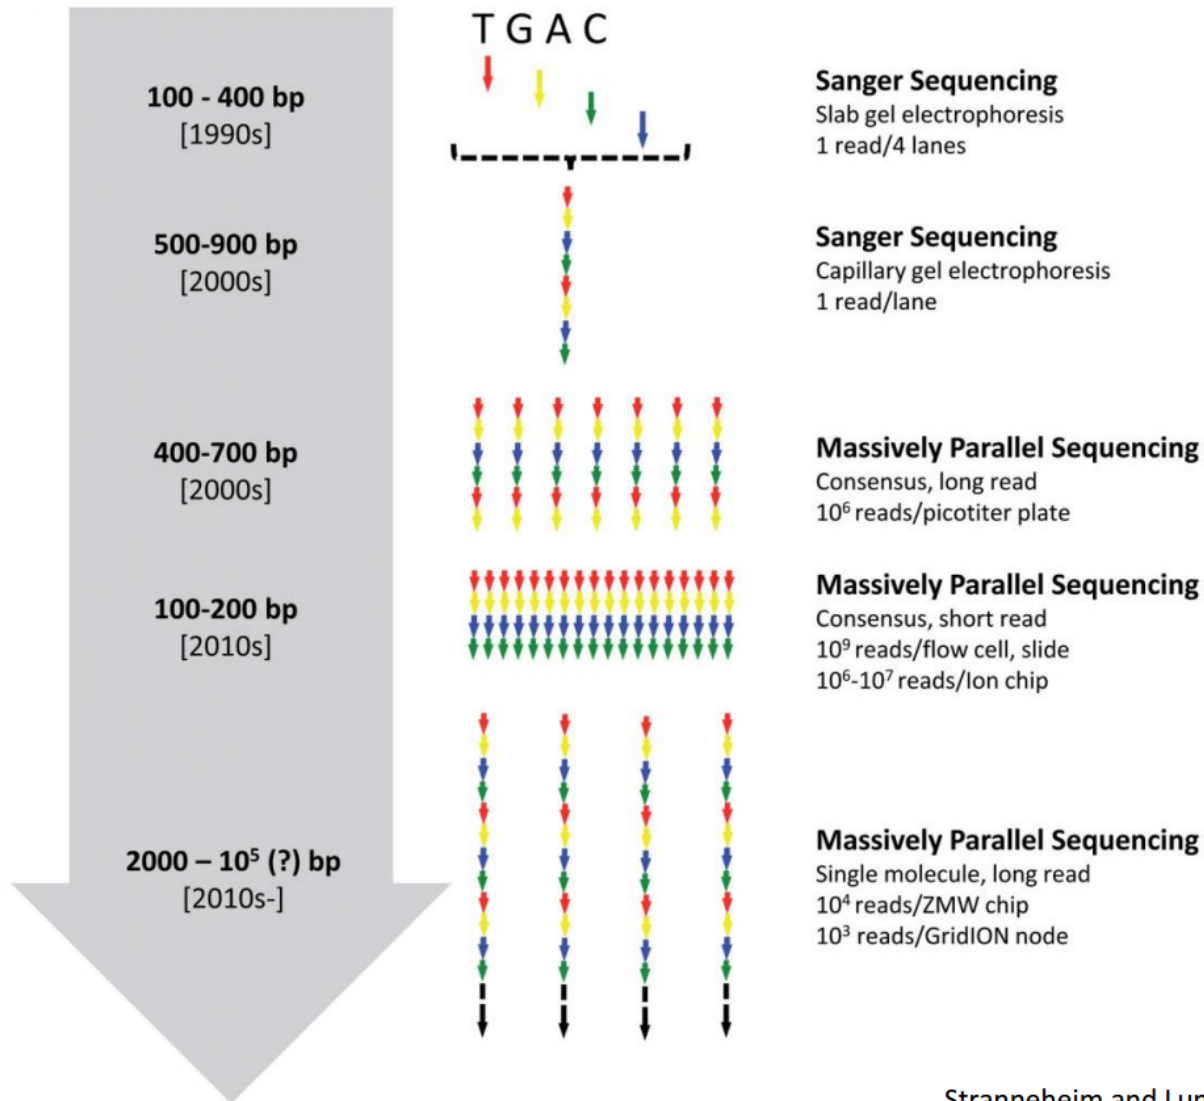 T G A C
100 - 400 bp
[1990s]
Sanger Sequencing
Slab gel electrophoresis
1 read/4 lanes
500-900 bp
[2000s]
Sanger Sequencing
Capillary gel electrophoresis
1 read/lane
400-700 bp
[2000s]
Massively Parallel Sequencing
Consensus, long read
10⁶ reads/picotiter plate
100-200 bp
[2010s]
Massively Parallel Sequencing
Consensus, short read
10⁹ reads/flow cell, slide
10⁶-10⁷ reads/Ion chip
2000 – 10⁵ (?) bp
[2010s-]
Massively Parallel Sequencing
Single molecule, long read
10⁴ reads/ZMW chip
10³ reads/GridION node
and